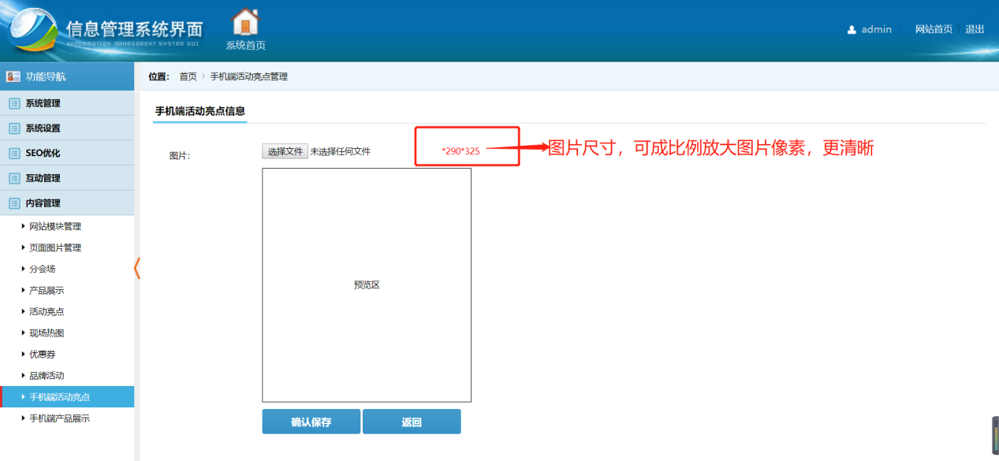 信息管理系统界面
INFORMATION MANAGEMENT SYSTEM GUI
系统首页
admin
网站首页
退出
功能导航
位置： 首页 › 手机端活动亮点管理
系统管理
系统设置
SEO优化
互动管理
内容管理
网站模块管理
页面图片管理
分会场
产品展示
活动亮点
现场热图
优惠券
品牌活动
手机端活动亮点
手机端产品展示
手机端活动亮点信息
图片：
选择文件 未选择任何文件
*290*325
图片尺寸，可成比例放大图片像素，更清晰
预览区
确认保存
返回